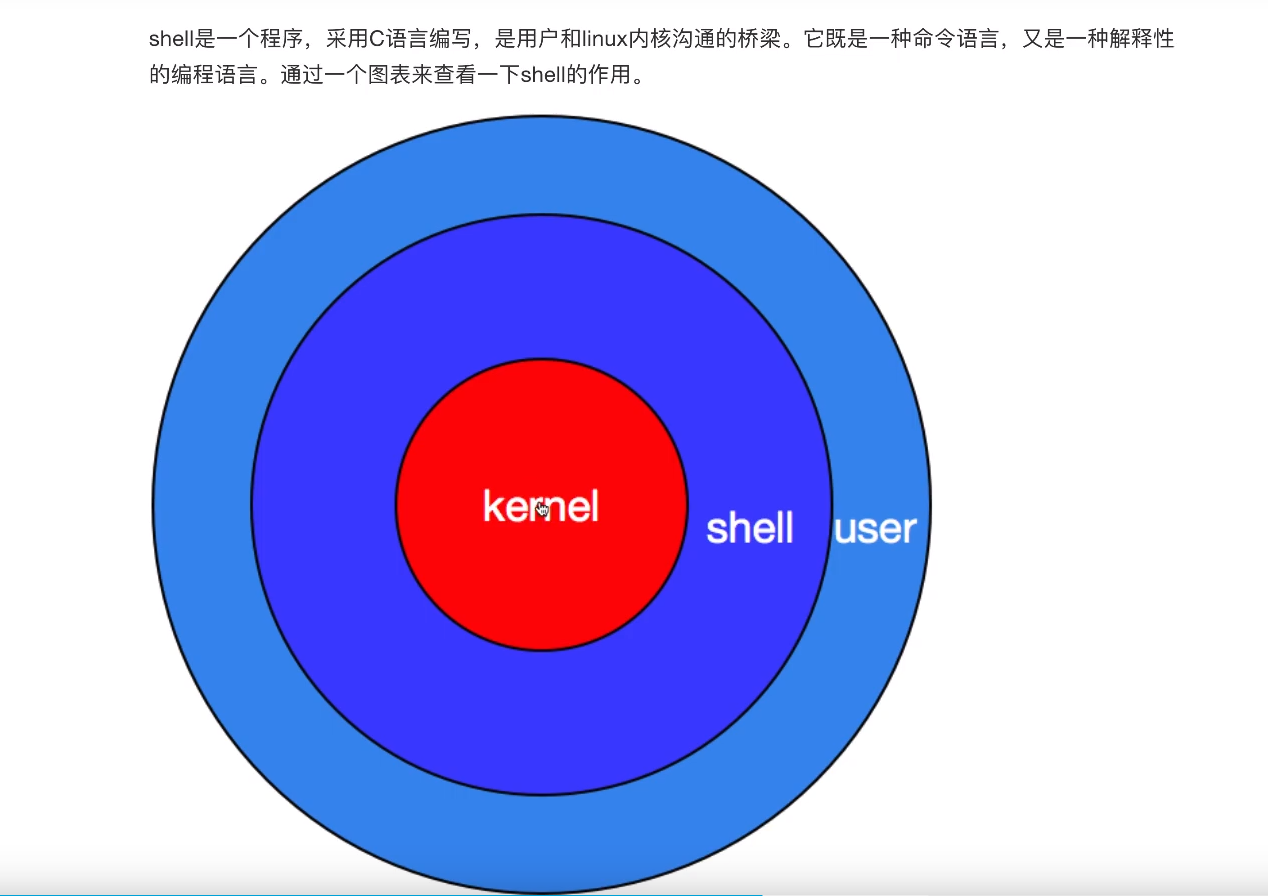 shell是一个程序，采用C语言编写，是用户和linux内核沟通的桥梁。它既是一种命令语言，又是一种解释性
的编程语言。通过一个图表来查看一下shell的作用。
kernel
shell
user